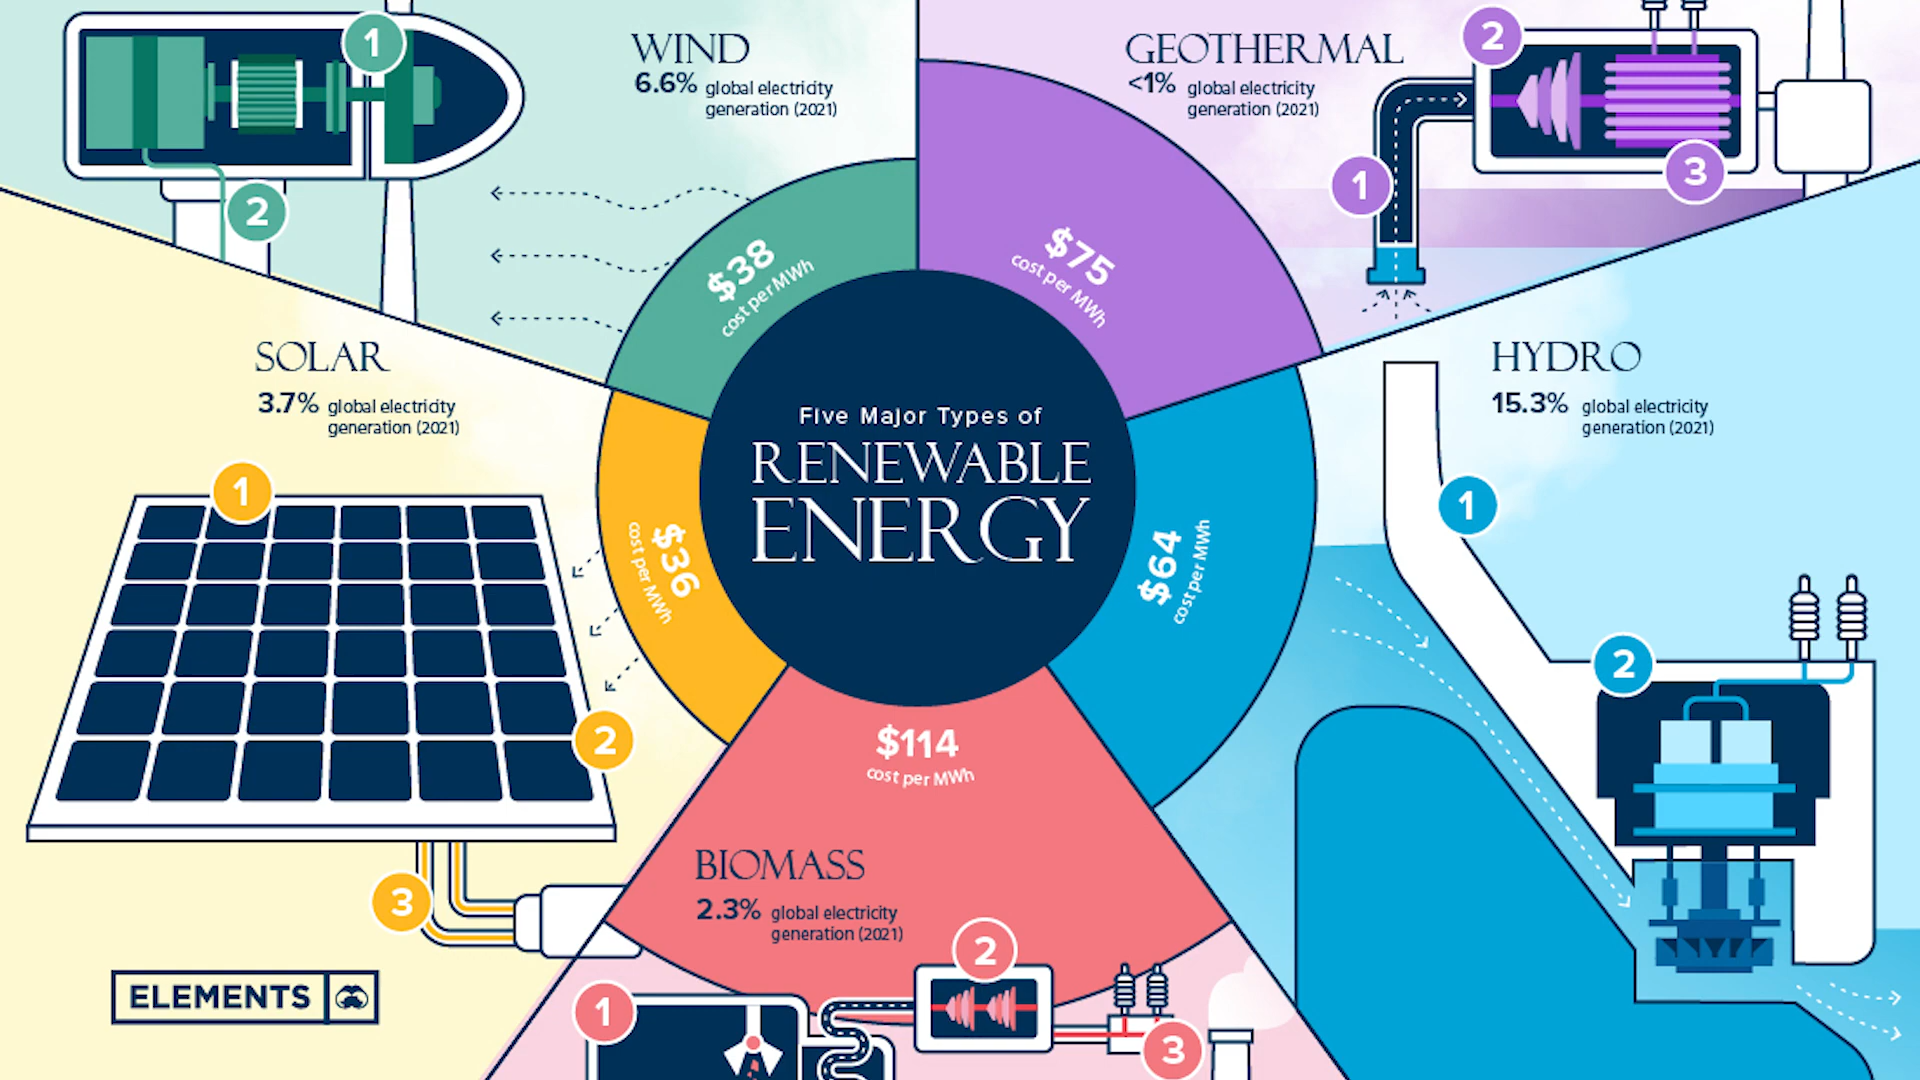 WIND
6.6% global electricity
generation (2021)
1
2
$38
cost per MWh
GEOTHERMAL
<1% global electricity
generation (2021)
1
2
3
$75
cost per MWh
SOLAR
3.7% global electricity
generation (2021)
1
2
3
$36
cost per MWh
Five Major Types of
RENEWABLE
ENERGY
HYDRO
15.3% global electricity
generation (2021)
1
2
$64
cost per MWh
$114
cost per MWh
BIOMASS
2.3% global electricity
generation (2021)
1
2
3
ELEMENTS